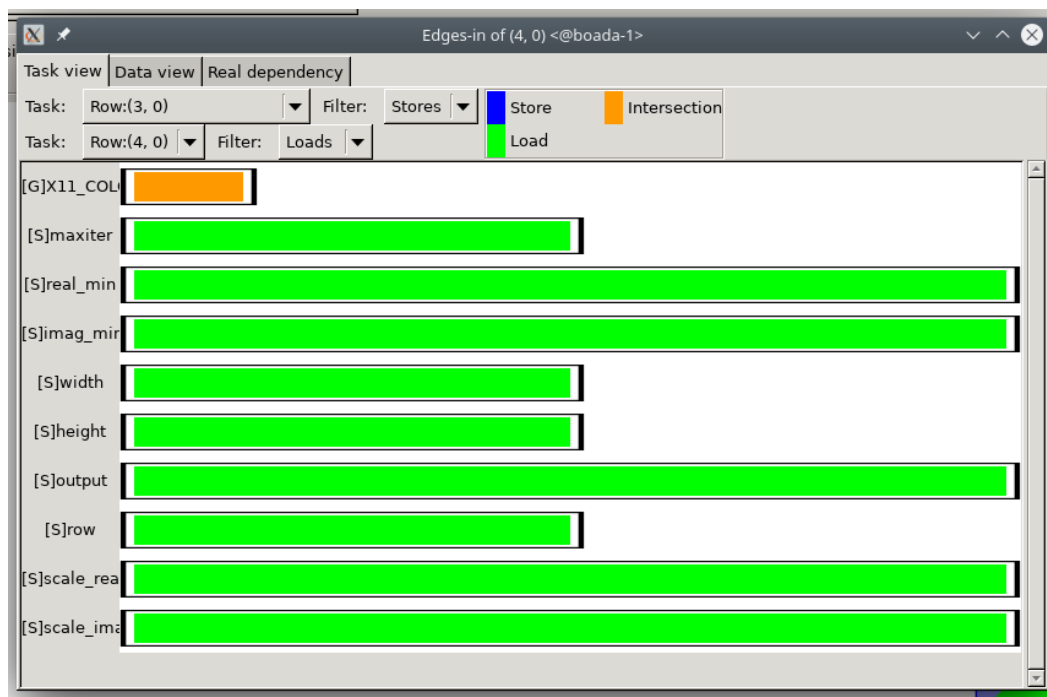 Edges-in of (4, 0) <@boada-1>
Task view Data view Real dependency
Task: Row:(3, 0) Filter: Stores Store Intersection
Task: Row:(4, 0) Filter: Loads Load
[G]X11_COL
[S]maxiter
[S]real_min
[S]imag_mir
[S]width
[S]height
[S]output
[S]row
[S]scale_rea
[S]scale_ima